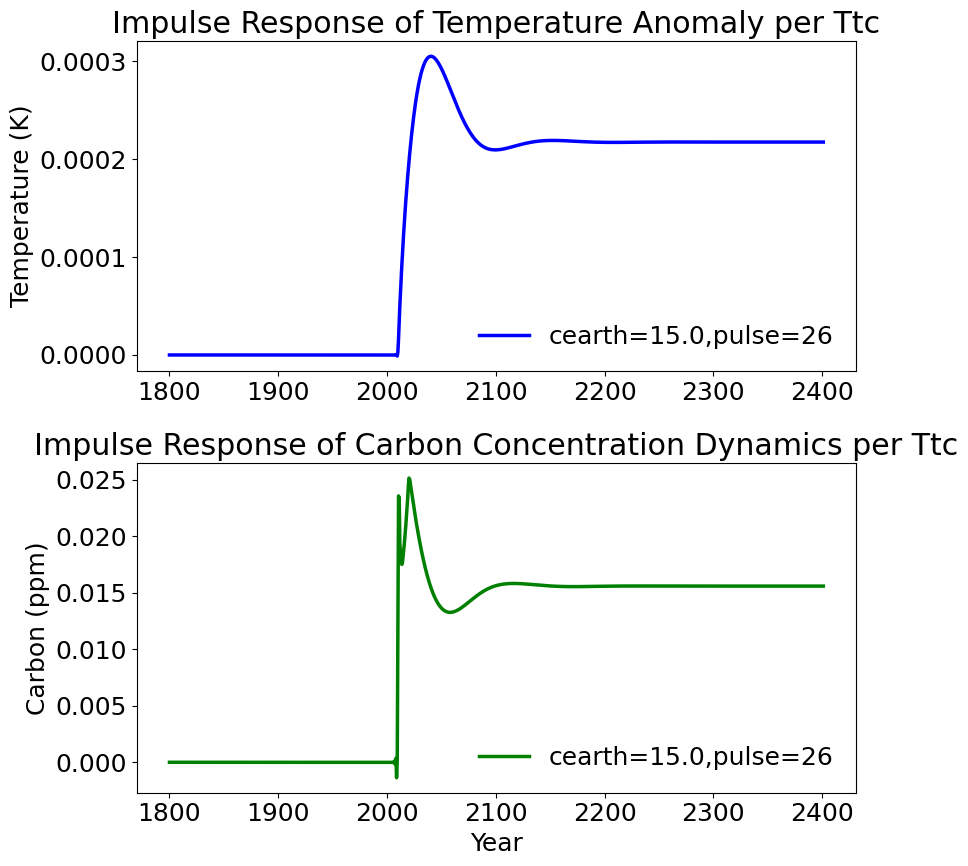 Impulse Response of Temperature Anomaly per Ttc
Temperature (K)
0.0003
0.0002
0.0001
0.0000
cearth=15.0,pulse=26
1800 1900 2000 2100 2200 2300 2400
Impulse Response of Carbon Concentration Dynamics per Ttc
Carbon (ppm)
0.025
0.020
0.015
0.010
0.005
0.000
cearth=15.0,pulse=26
1800 1900 2000 2100 2200 2300 2400
Year